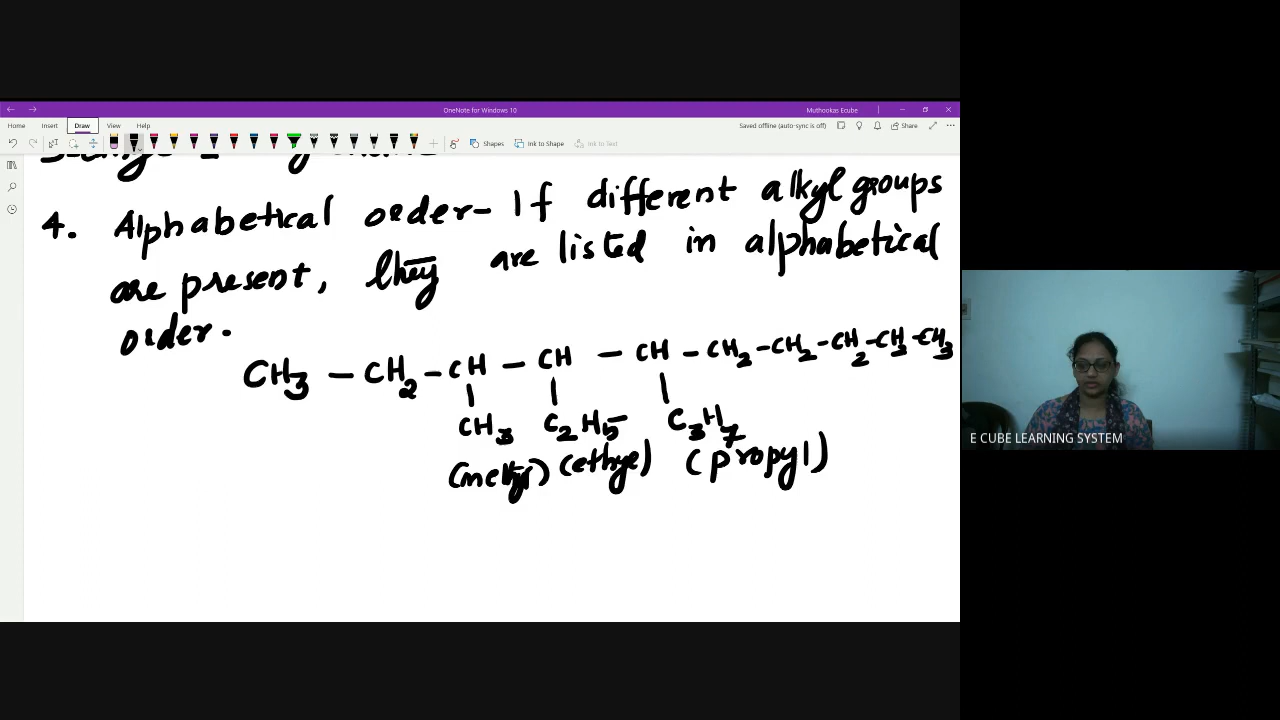 OneNote for Windows 10
Muthookas Ecube
Home Insert Draw View Help
Saved offline (auto-sync is off)
Share
Shapes
Ink to Shape
Ink to Text
4. Alphabetical order - If different alkyl groups
are present, they are listed in alphabetical
order.
CH3 — CH2 — CH — CH — CH — CH2 — CH2 — CH2 — CH2 — CH3
CH3 C2H5 C3H7
(methyl) (ethyl) (propyl)
E CUBE LEARNING SYSTEM